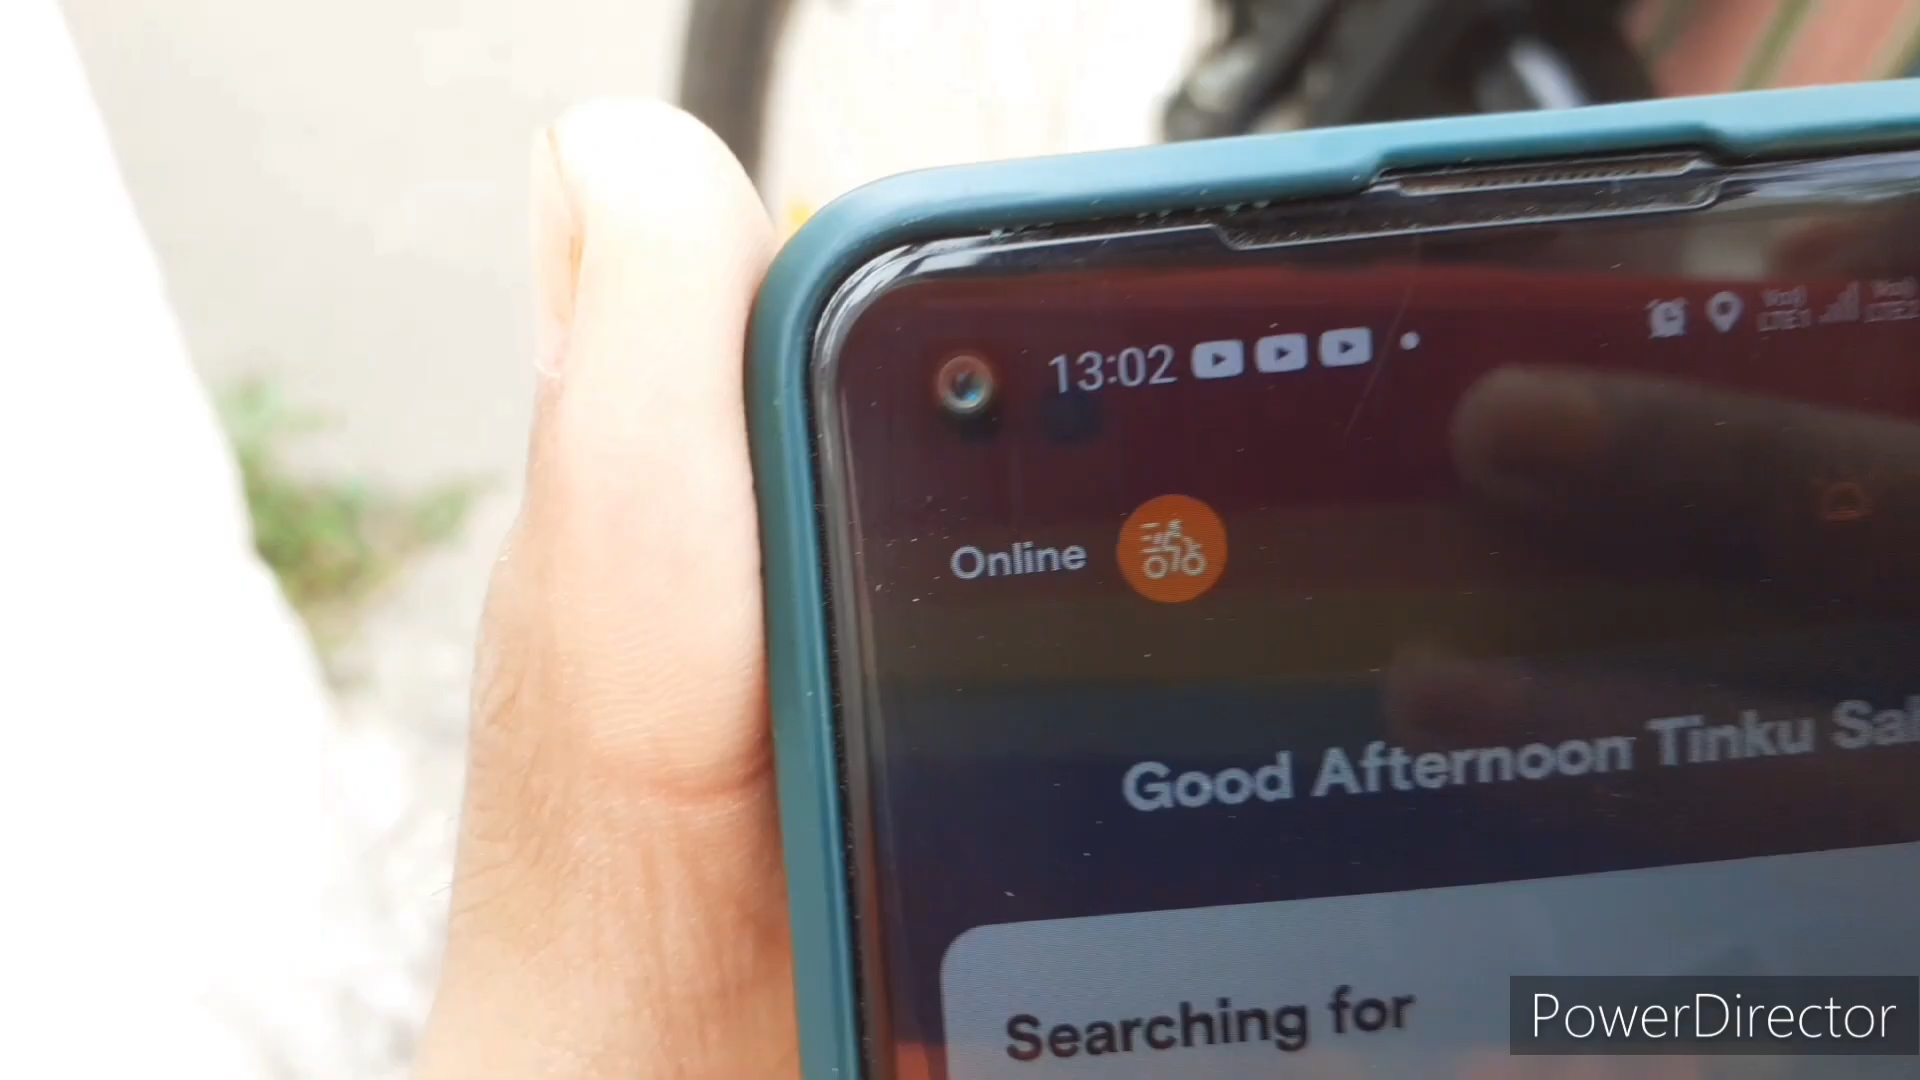 13:02
Online
Good Afternoon Tinku
Searching for
PowerDirector